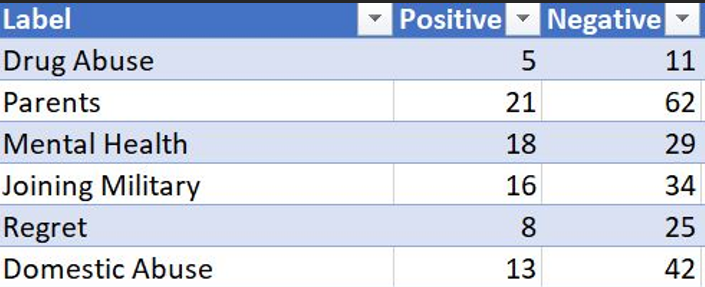 Label Positive Negative
Drug Abuse 5 11
Parents 21 62
Mental Health 18 29
Joining Military 16 34
Regret 8 25
Domestic Abuse 13 42